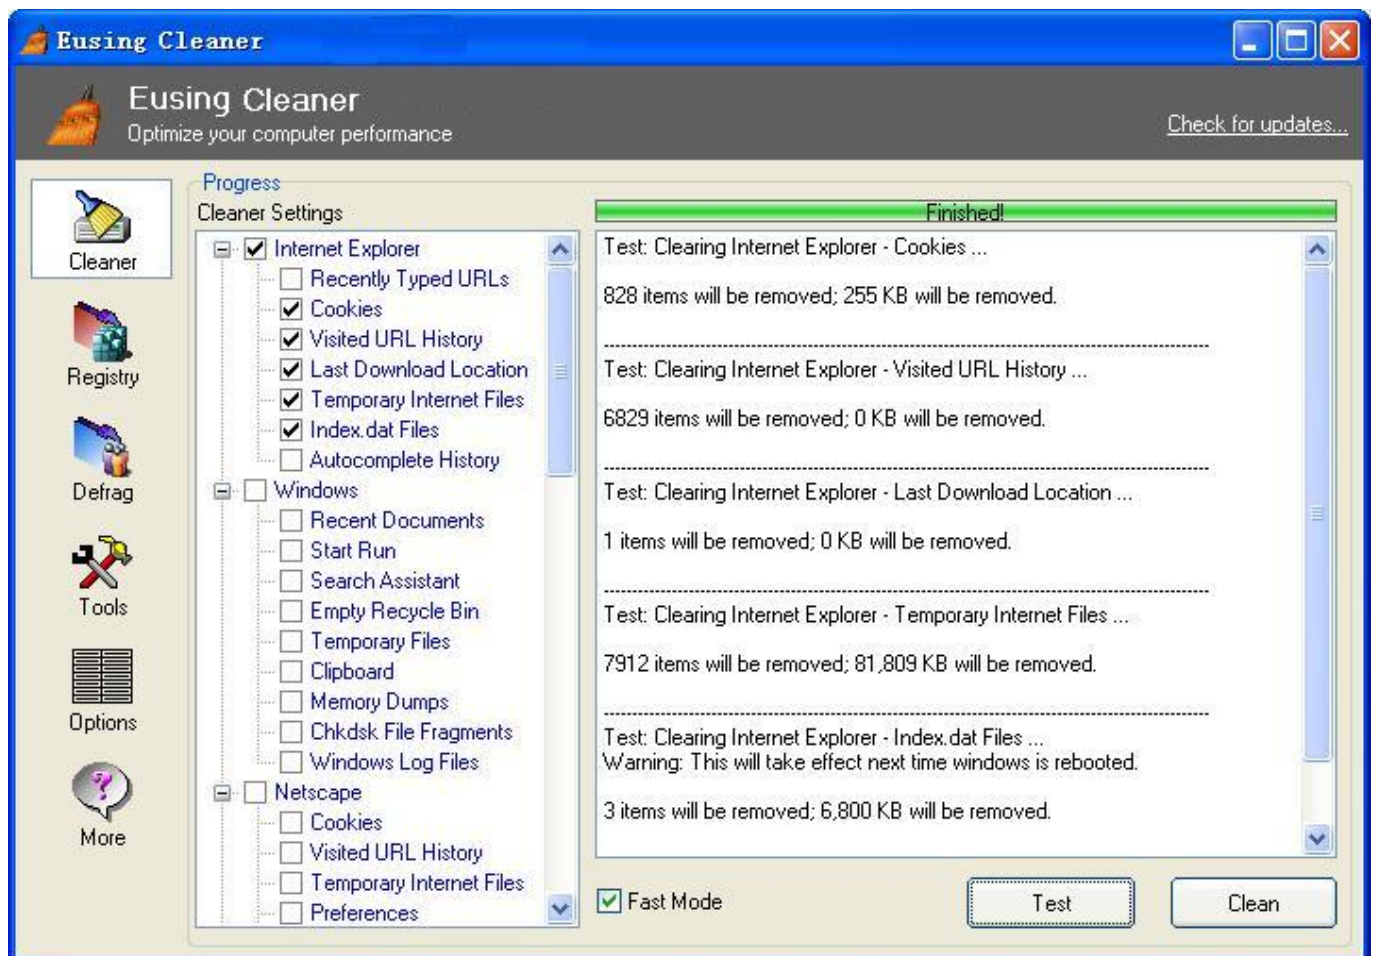 Eusing Cleaner
Eusing Cleaner
Optimize your computer performance
Check for updates...
Cleaner
Registry
Defrag
Tools
Options
More
Progress
Cleaner Settings
Internet Explorer
Recently Typed URLs
Cookies
Visited URL History
Last Download Location
Temporary Internet Files
Index.dat Files
Autocomplete History
Windows
Recent Documents
Start Run
Search Assistant
Empty Recycle Bin
Temporary Files
Clipboard
Memory Dumps
Chkdsk File Fragments
Windows Log Files
Netscape
Cookies
Visited URL History
Temporary Internet Files
Preferences
Finished!
Test: Clearing Internet Explorer - Cookies ...
828 items will be removed; 255 KB will be removed.
Test: Clearing Internet Explorer - Visited URL History ...
6829 items will be removed; 0 KB will be removed.
Test: Clearing Internet Explorer - Last Download Location ...
1 items will be removed; 0 KB will be removed.
Test: Clearing Internet Explorer - Temporary Internet Files ...
7912 items will be removed; 81,809 KB will be removed.
Test: Clearing Internet Explorer - Index.dat Files ...
Warning: This will take effect next time windows is rebooted.
3 items will be removed; 6,800 KB will be removed.
Fast Mode
Test
Clean